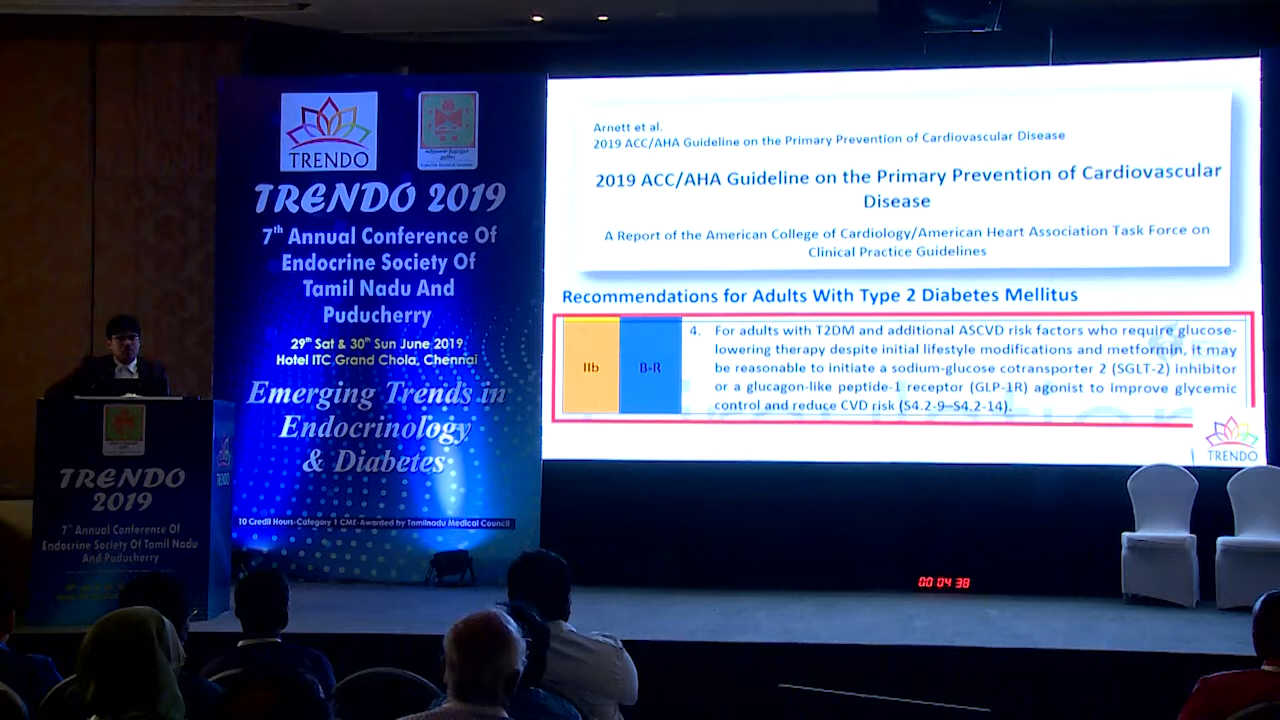 TRENDO
TRENDO 2019
7th Annual Conference Of
Endocrine Society Of
Tamil Nadu And
Puducherry
29th Sat & 30th Sun June 2019
Hotel ITC Grand Chola, Chennai
Emerging Trends in
Endocrinology
& Diabetes
10 Credit Hours-Category 1 CME-Awarded by Tamilnadu Medical Council
Arnett et al.
2019 ACC/AHA Guideline on the Primary Prevention of Cardiovascular Disease
2019 ACC/AHA Guideline on the Primary Prevention of Cardiovascular
Disease
A Report of the American College of Cardiology/American Heart Association Task Force on
Clinical Practice Guidelines
Recommendations for Adults With Type 2 Diabetes Mellitus
IIb
B-R
4. For adults with T2DM and additional ASCVD risk factors who require glucose-
lowering therapy despite initial lifestyle modifications and metformin, it may
be reasonable to initiate a sodium-glucose cotransporter 2 (SGLT-2) inhibitor
or a glucagon-like peptide-1 receptor (GLP-1R) agonist to improve glycemic
control and reduce CVD risk (S4.2-9–S4.2-14).
TRENDO
TRENDO
2019
7th Annual Conference Of
Endocrine Society Of Tamil Nadu
And Puducherry
TRENDO
00 04 38